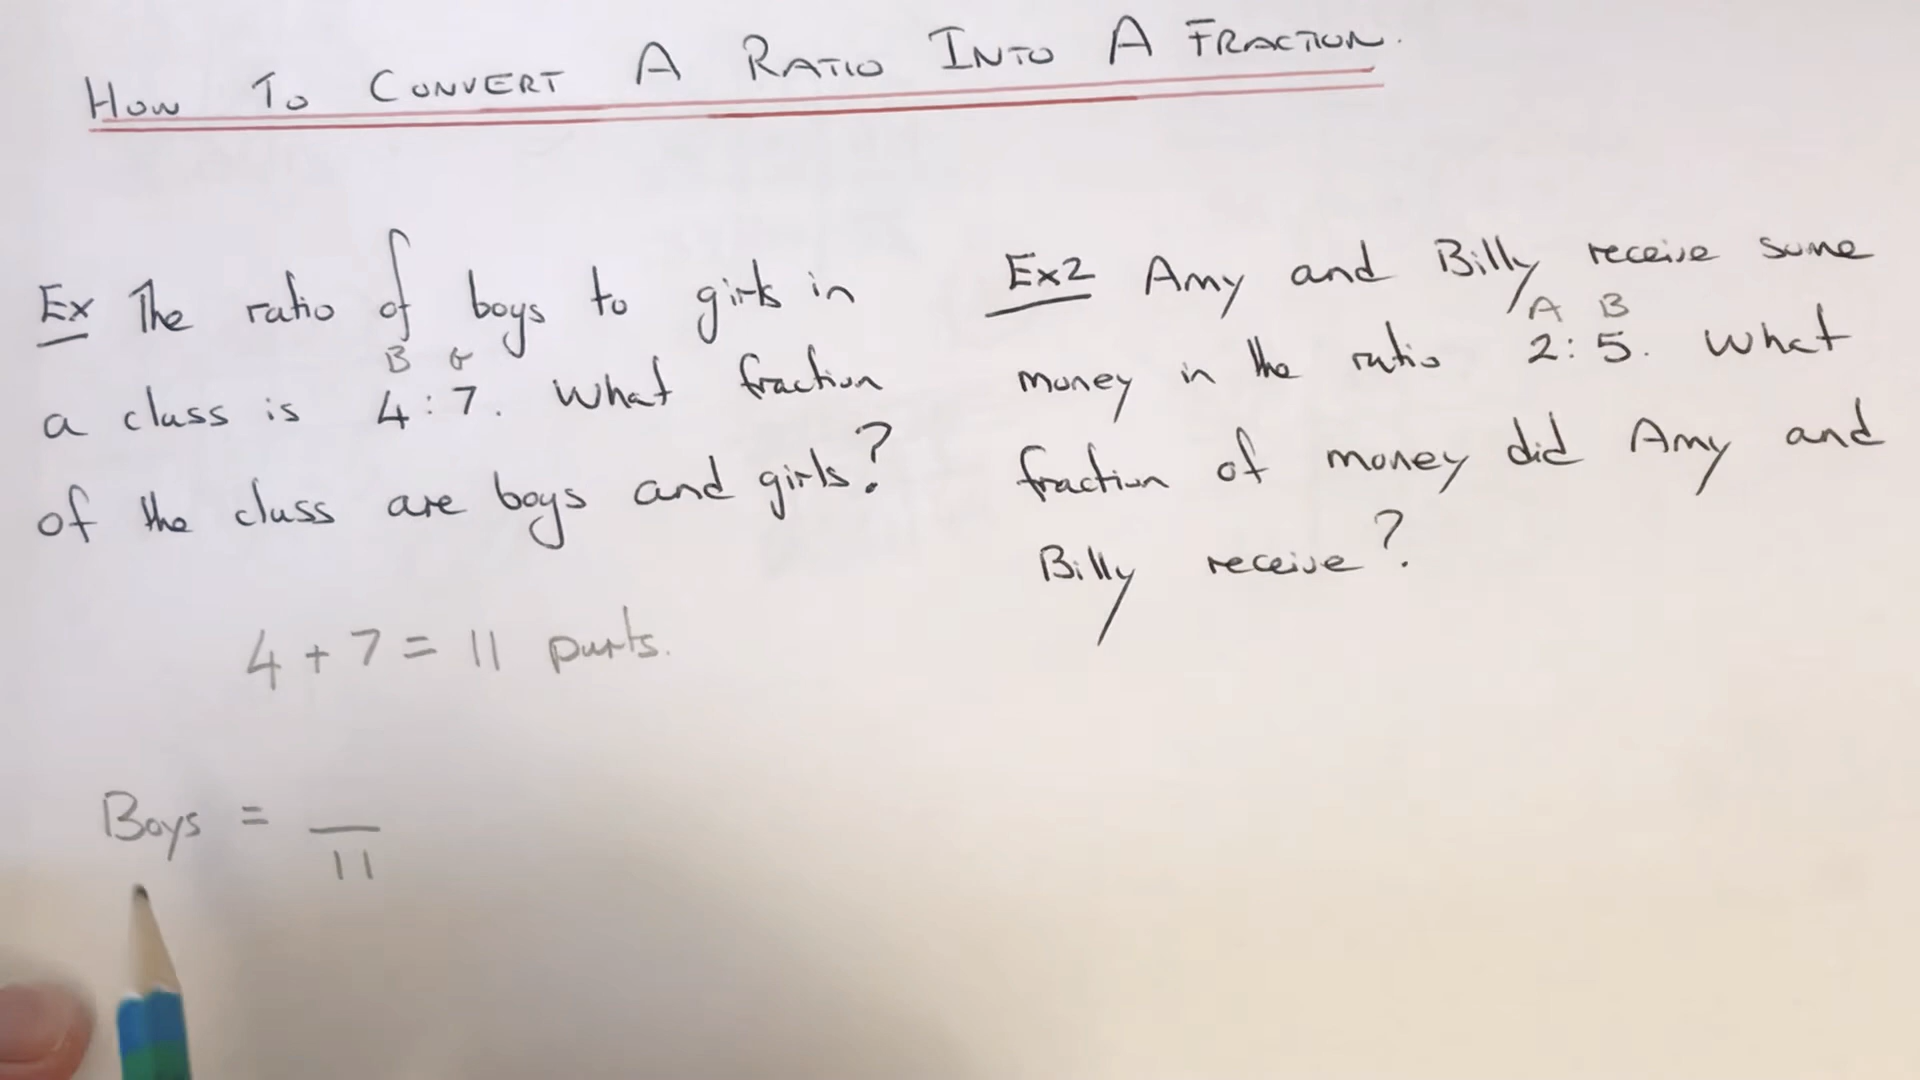 HOW TO CONVERT A RATIO INTO A FRACTION.
Ex The ratio of boys to girls in
B G
a class is 4 : 7. What fraction
of the class are boys and girls?
4 + 7 = 11 parts.
Boys = __
11
Ex2 Amy and Billy receive some
A B
money in the ratio 2 : 5. What
fraction of money did Amy and
Billy receive?